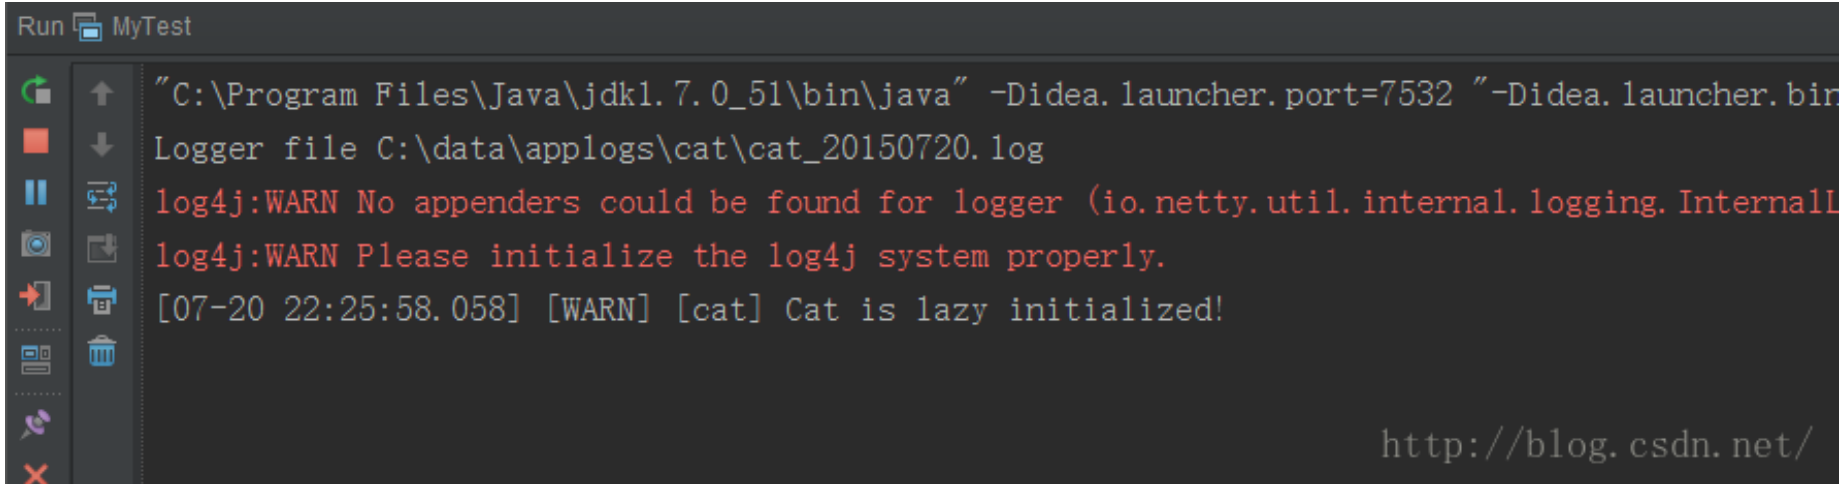 Run MyTest
"C:\Program Files\Java\jdk1.7.0_51\bin\java" -Didea.launcher.port=7532 "-Didea.launcher.bin
Logger file C:\data\applogs\cat\cat_20150720.log
log4j:WARN No appenders could be found for logger (io.netty.util.internal.logging.InternalL
log4j:WARN Please initialize the log4j system properly.
[07-20 22:25:58.058] [WARN] [cat] Cat is lazy initialized!
http://blog.csdn.net/